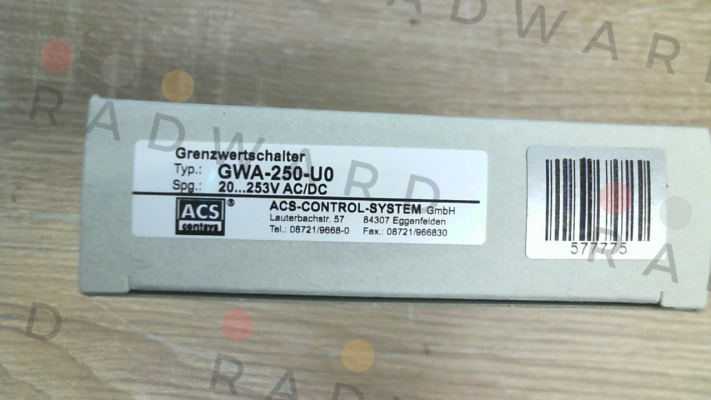 Grenzwertschalter
Typ.: GWA-250-U0
Spg.: 20...253V AC/DC
ACS® ACS-CONTROL-SYSTEM GmbH
Lauterbachstr. 57 84307 Eggenfelden
Tel.: 08721/9668-0 Fax.: 08721/966830
577775
RADWARD